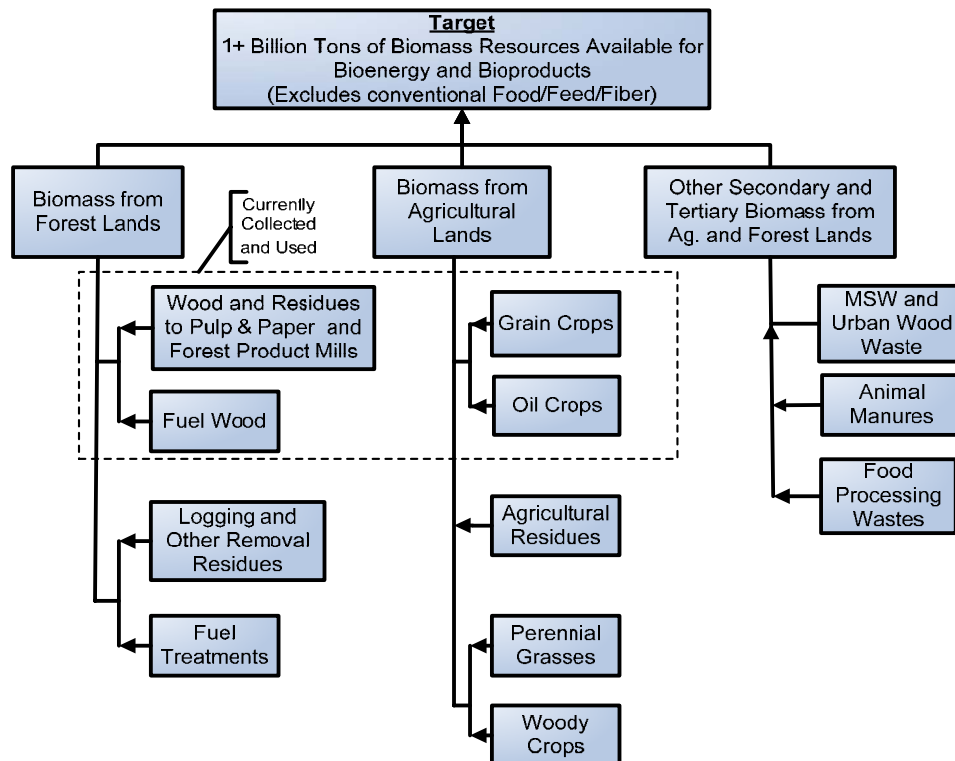 Target
1+ Billion Tons of Biomass Resources Available for
Bioenergy and Bioproducts
(Excludes conventional Food/Feed/Fiber)
Biomass from
Forest Lands
Currently
Collected
and Used
Biomass from
Agricultural
Lands
Other Secondary and
Tertiary Biomass from
Ag. and Forest Lands
Wood and Residues
to Pulp & Paper and
Forest Product Mills
Fuel Wood
Logging and
Other Removal
Residues
Fuel
Treatments
Grain Crops
Oil Crops
Agricultural
Residues
Perennial
Grasses
Woody
Crops
MSW and
Urban Wood
Waste
Animal
Manures
Food
Processing
Wastes